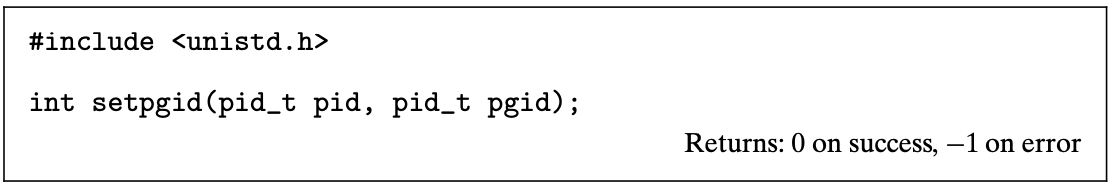 #include <unistd.h>
int setpgid(pid_t pid, pid_t pgid);
Returns: 0 on success, −1 on error